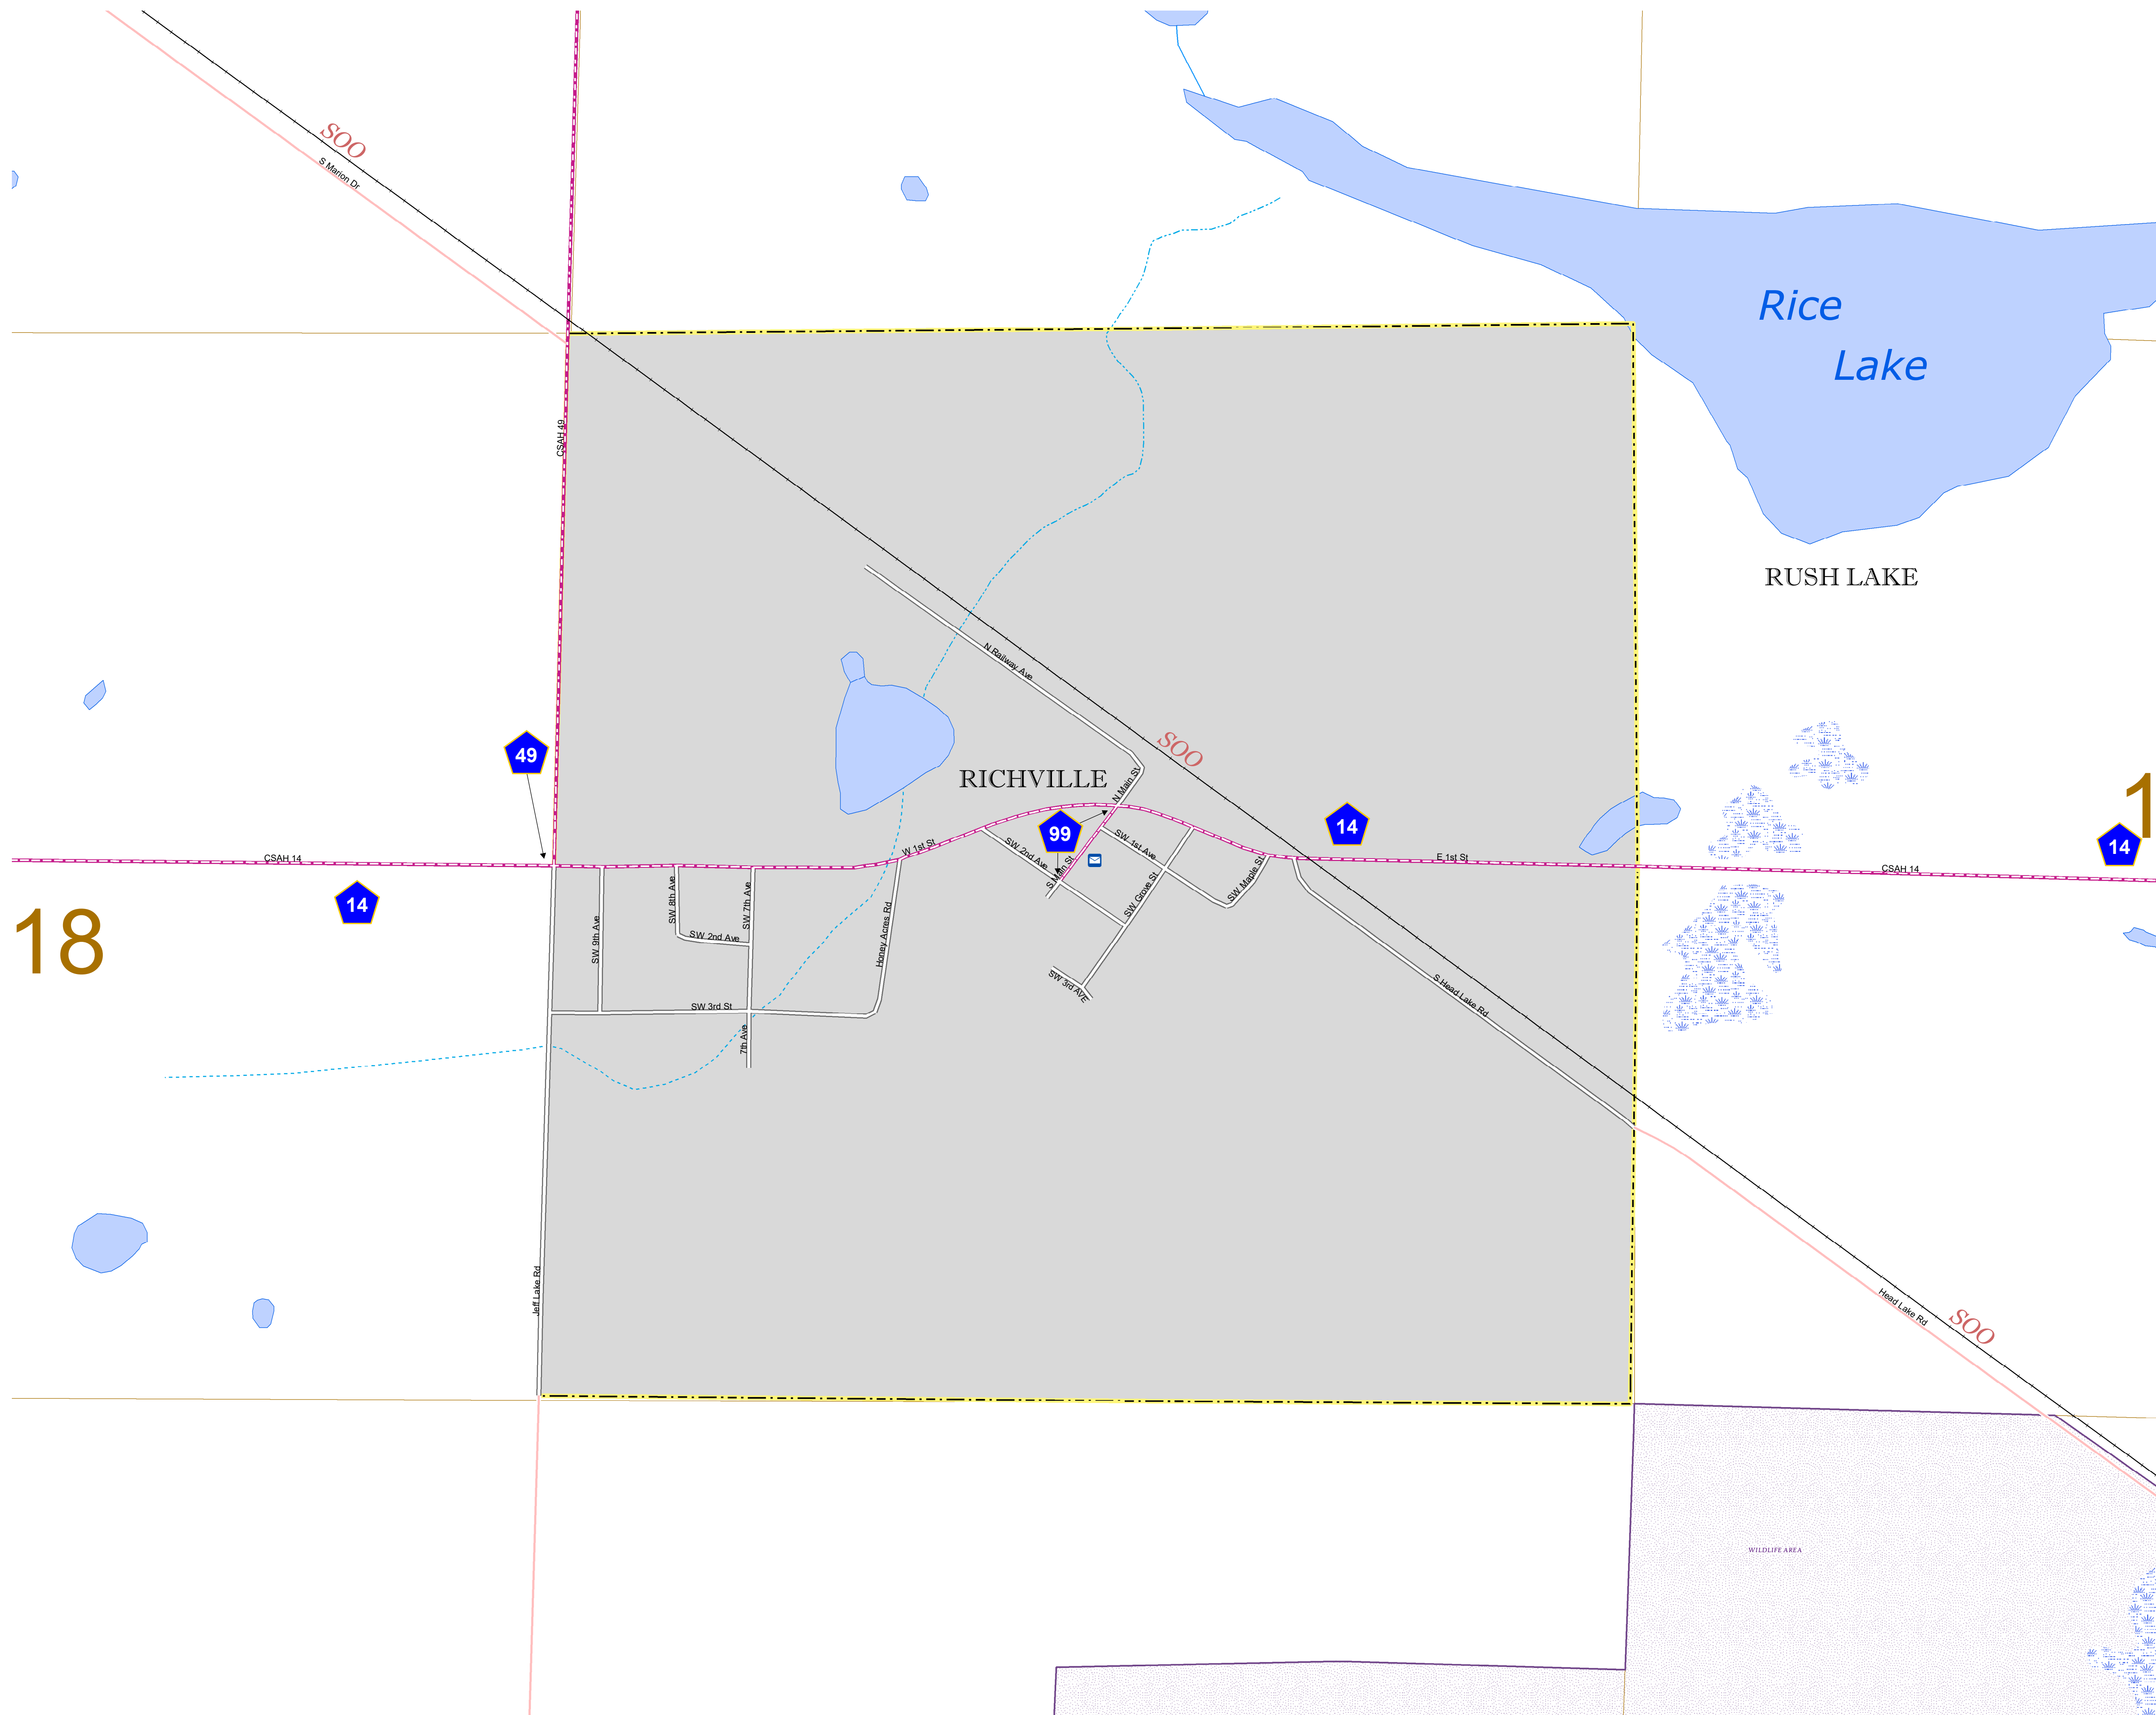 SOO
S Marion Dr
Rice
Lake
CSAH 49
RUSH LAKE
N Railway Ave
SOO
49
RICHVILLE
N Main St
1
99
14
14
CSAH 14
W 1st St
SW 2nd Ave
SW 1st Ave
E 1st St
CSAH 14
S Main St
SW Maple St
14
SW 8th Ave
SW 7th Ave
SW Grove St
18
SW 9th Ave
SW 2nd Ave
Honey Acres Rd
SW 3rd AVE
S Head Lake Rd
SW 3rd St
7th Ave
Jeff Lake Rd
Head Lake Rd
SOO
WILDLIFE AREA